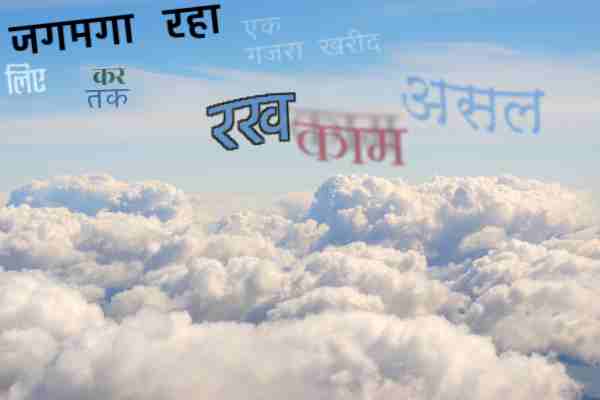 जगमगा रहा
एक
गजरा खरीद
लिए
कर
तक
रख
काम
असल